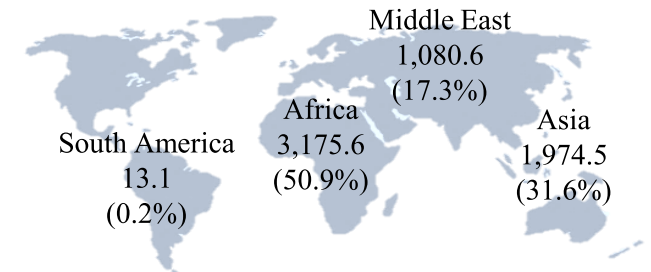 Middle East
1,080.6
(17.3%)
Africa
3,175.6
(50.9%)
Asia
1,974.5
(31.6%)
South America
13.1
(0.2%)